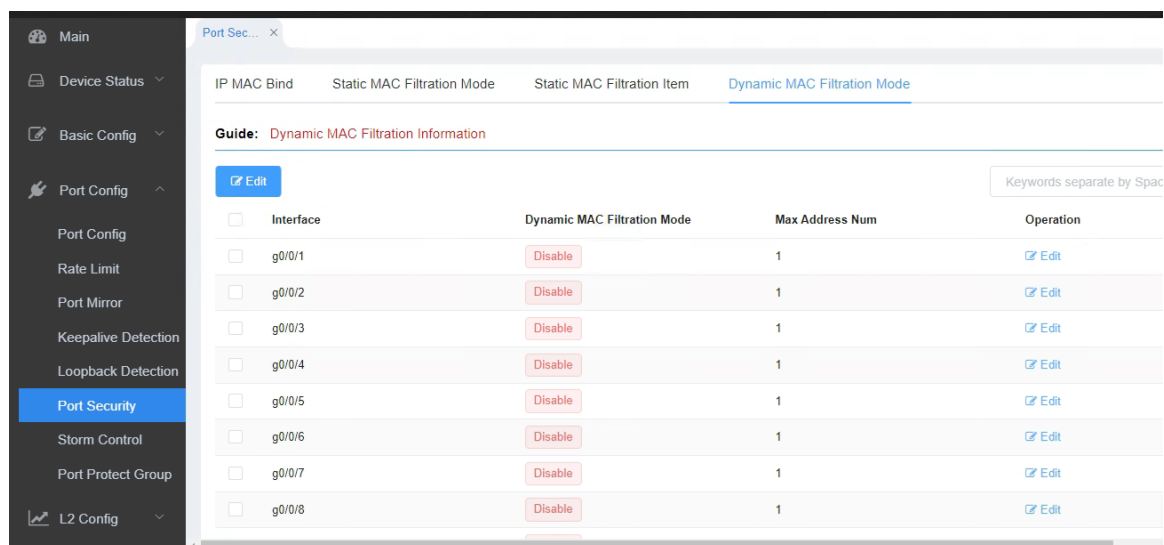 Main
Device Status
Basic Config
Port Config
Port Config
Rate Limit
Port Mirror
Keepalive Detection
Loopback Detection
Port Security
Storm Control
Port Protect Group
L2 Config
Port Sec... ×
IP MAC Bind Static MAC Filtration Mode Static MAC Filtration Item Dynamic MAC Filtration Mode
Guide: Dynamic MAC Filtration Information
Edit Keywords separate by Spac
Interface Dynamic MAC Filtration Mode Max Address Num Operation
g0/0/1 Disable 1 Edit
g0/0/2 Disable 1 Edit
g0/0/3 Disable 1 Edit
g0/0/4 Disable 1 Edit
g0/0/5 Disable 1 Edit
g0/0/6 Disable 1 Edit
g0/0/7 Disable 1 Edit
g0/0/8 Disable 1 Edit